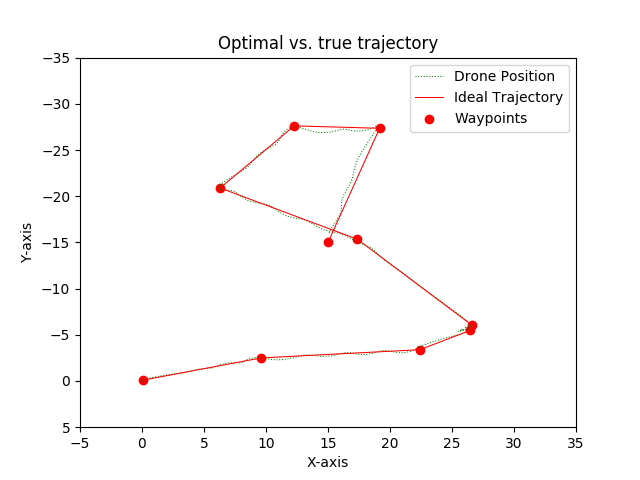 Optimal vs. true trajectory
−35
−30
−25
−20
−15
−10
−5
0
5
Y-axis
Drone Position
Ideal Trajectory
Waypoints
−5 0 5 10 15 20 25 30 35
X-axis